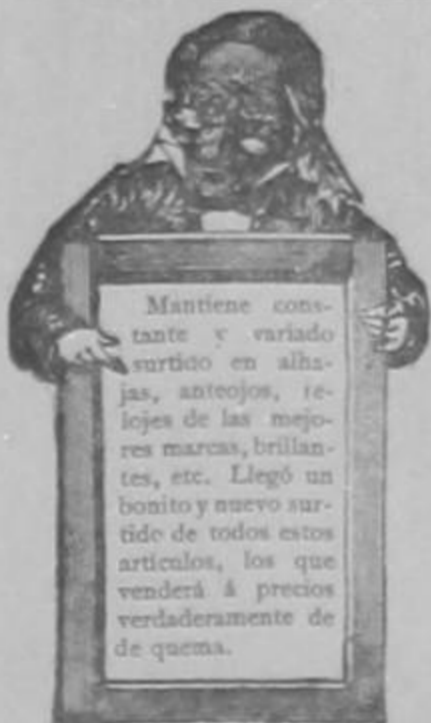 Mantiene cons-
tante y variado
surtido en alha-
jas, anteojos, re-
lojes de las mejo-
res marcas, brillan-
tes, etc. Llegó un
bonito y nuevo sur-
tido de todos estos
artículos, los que
venderá á precios
verdaderamente de
de quema.